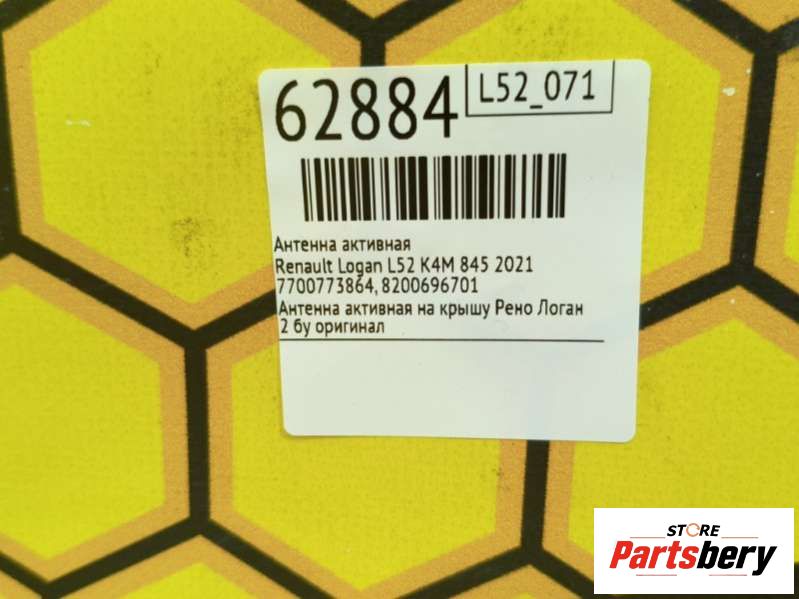 62884
L52_071
Антенна активная
Renault Logan L52 K4M 845 2021
7700773864, 8200696701
Антенна активная на крышу Рено Логан
2 бу оригинал
STORE
Partsbery